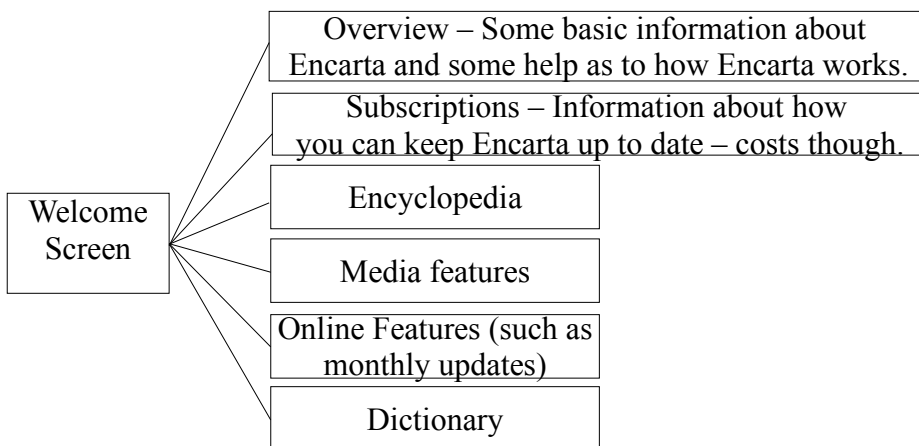 Overview – Some basic information about
Encarta and some help as to how Encarta works.
Subscriptions – Information about how
you can keep Encarta up to date – costs though.
Welcome
Screen
Encyclopedia
Media features
Online Features (such as
monthly updates)
Dictionary